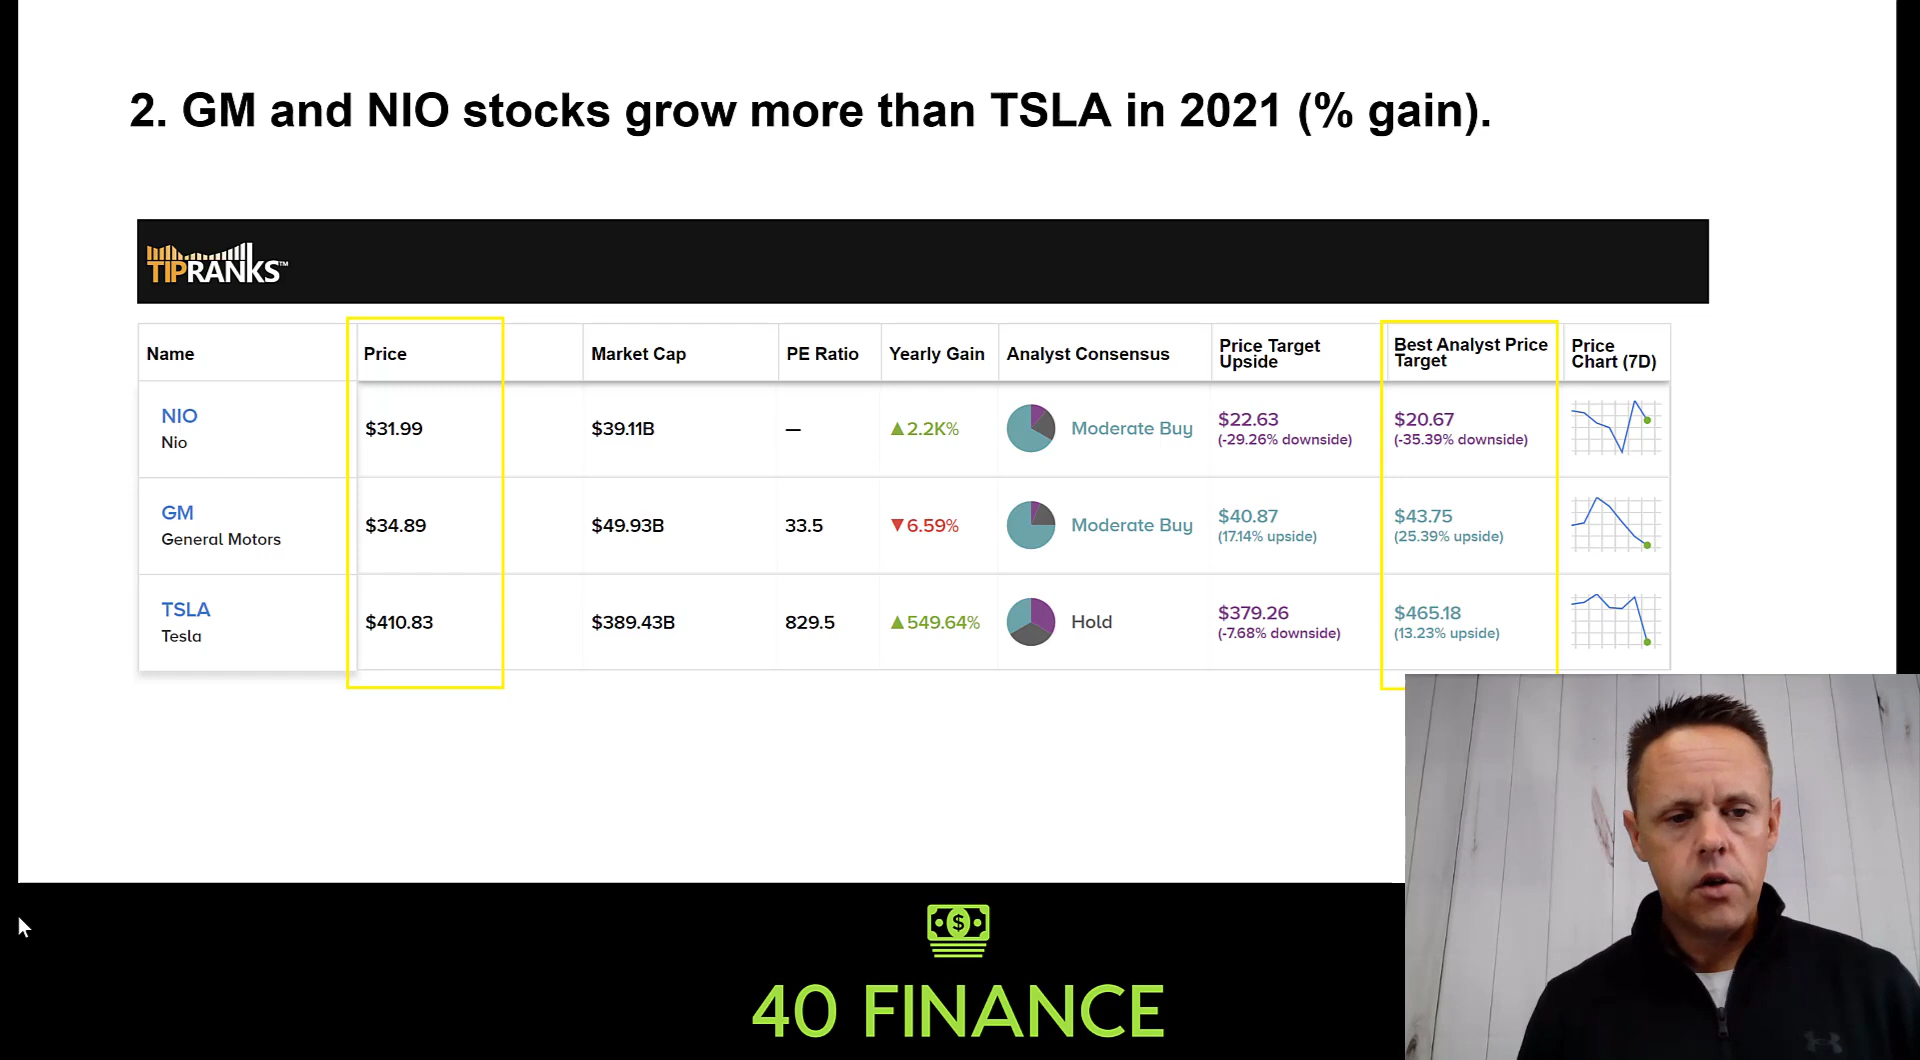 2. GM and NIO stocks grow more than TSLA in 2021 (% gain).
TIPRANKS™
Name Price Market Cap PE Ratio Yearly Gain Analyst Consensus Price Target Upside Best Analyst Price Target Price Chart (7D)
NIO
Nio
$31.99 $39.11B — ▲2.2K% Moderate Buy $22.63 $20.67
(-29.26% downside) (-35.39% downside)
GM
General Motors
$34.89 $49.93B 33.5 ▼6.59% Moderate Buy $40.87 $43.75
(17.14% upside) (25.39% upside)
TSLA
Tesla
$410.83 $389.43B 829.5 ▲549.64% Hold $379.26 $465.18
(-7.68% downside) (13.23% upside)
$
40 FINANCE